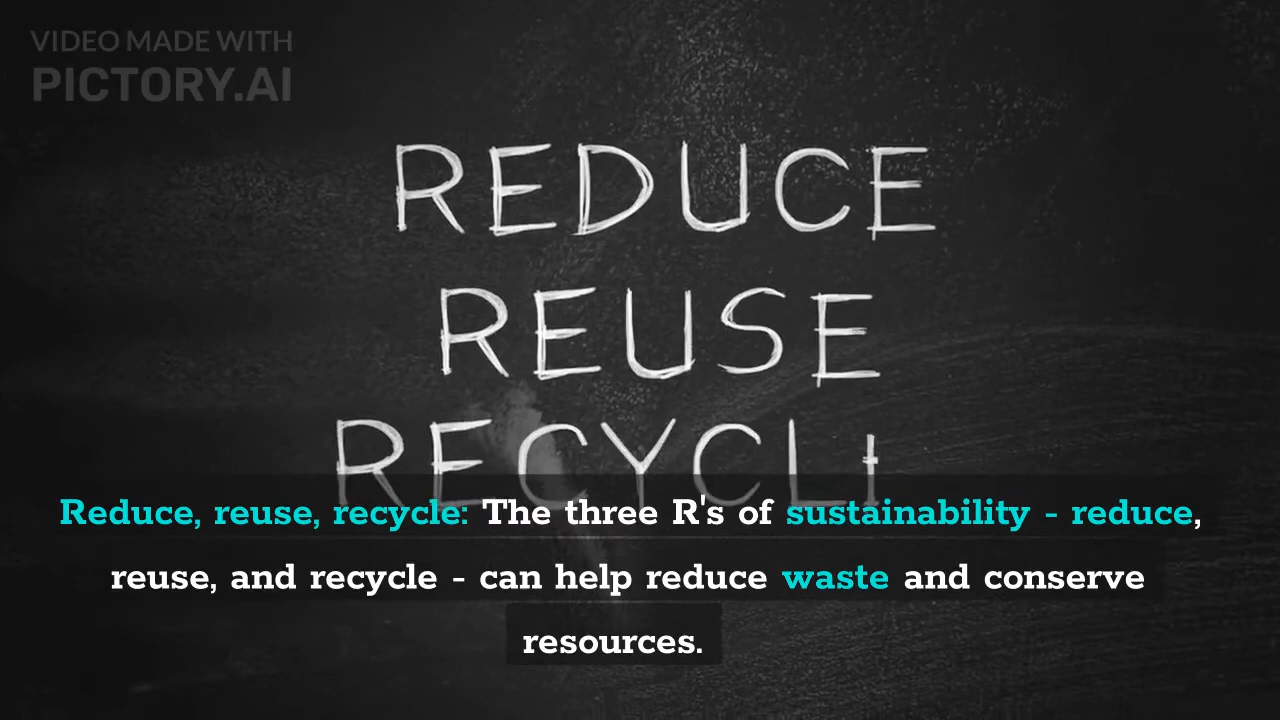 VIDEO MADE WITH
PICTORY.AI
REDUCE
REUSE
RECYCL
Reduce, reuse, recycle: The three R's of sustainability - reduce,
reuse, and recycle - can help reduce waste and conserve
resources.